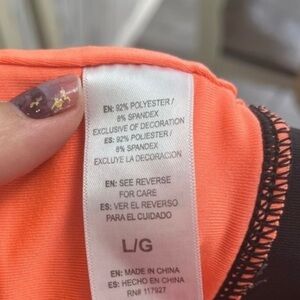 EN: 92% POLYESTER /
8% SPANDEX
EXCLUSIVE OF DECORATION
ES: 92% POLIESTER /
8% SPANDEX
EXCLUYE LA DECORACION
EN: SEE REVERSE
FOR CARE
ES: VER EL REVERSO
PARA EL CUIDADO
L/G
EN: MADE IN CHINA
ES: HECHO EN CHINA
RN# 117927